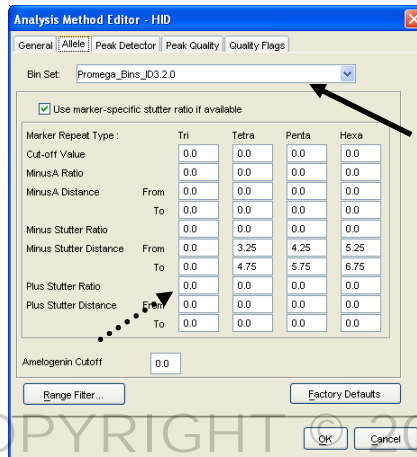 Analysis Method Editor - HID
General Allele Peak Detector Peak Quality Quality Flags
Bin Set: Promega_Bins_ID3.2.0
Use marker-specific stutter ratio if available
Marker Repeat Type : Tri Tetra Penta Hexa
Cut-off Value 0.0 0.0 0.0 0.0
MinusA Ratio 0.0 0.0 0.0 0.0
MinusA Distance From 0.0 0.0 0.0 0.0
To 0.0 0.0 0.0 0.0
Minus Stutter Ratio 0.0 0.0 0.0 0.0
Minus Stutter Distance From 0.0 3.25 4.25 5.25
To 0.0 4.75 5.75 6.75
Plus Stutter Ratio 0.0 0.0 0.0 0.0
Plus Stutter Distance From 0.0 0.0 0.0 0.0
To 0.0 0.0 0.0 0.0
Amelogenin Cutoff 0.0
Range Filter... Factory Defaults
OK Cancel
OPYRIGHT © 20